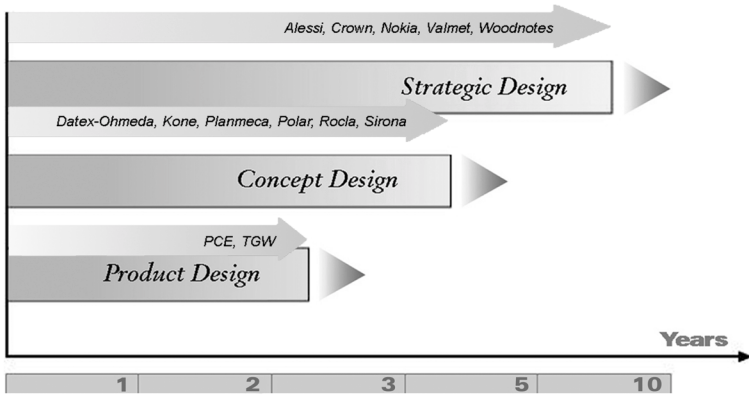 Alessi, Crown, Nokia, Valmet, Woodnotes
Strategic Design
Datex-Ohmeda, Kone, Planmeca, Polar, Rocla, Sirona
Concept Design
PCE, TGW
Product Design
Years
1 2 3 5 10